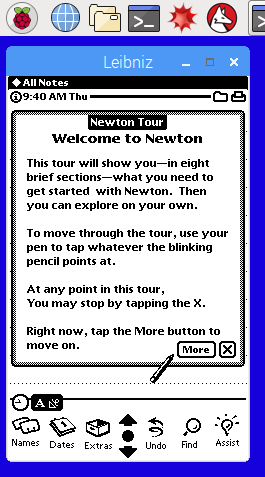 Leibniz
All Notes
9:40 AM Thu
Newton Tour
Welcome to Newton
This tour will show you—in eight
brief sections—what you need to
get started with Newton. Then
you can explore on your own.
To move through the tour, use your
pen to tap whatever the blinking
pencil points at.
At any point in this tour,
You may stop by tapping the X.
Right now, tap the More button to
move on.
More
A
Names Dates Extras Undo Find Assist